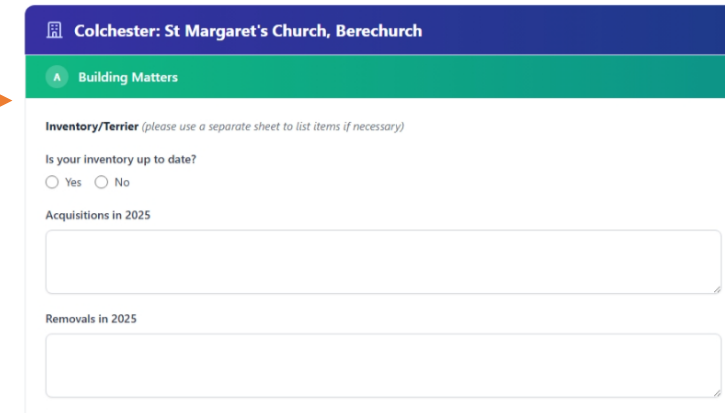 Colchester: St Margaret's Church, Berechurch
A Building Matters
Inventory/Terrier (please use a separate sheet to list items if necessary)
Is your inventory up to date?
Yes No
Acquisitions in 2025
Removals in 2025